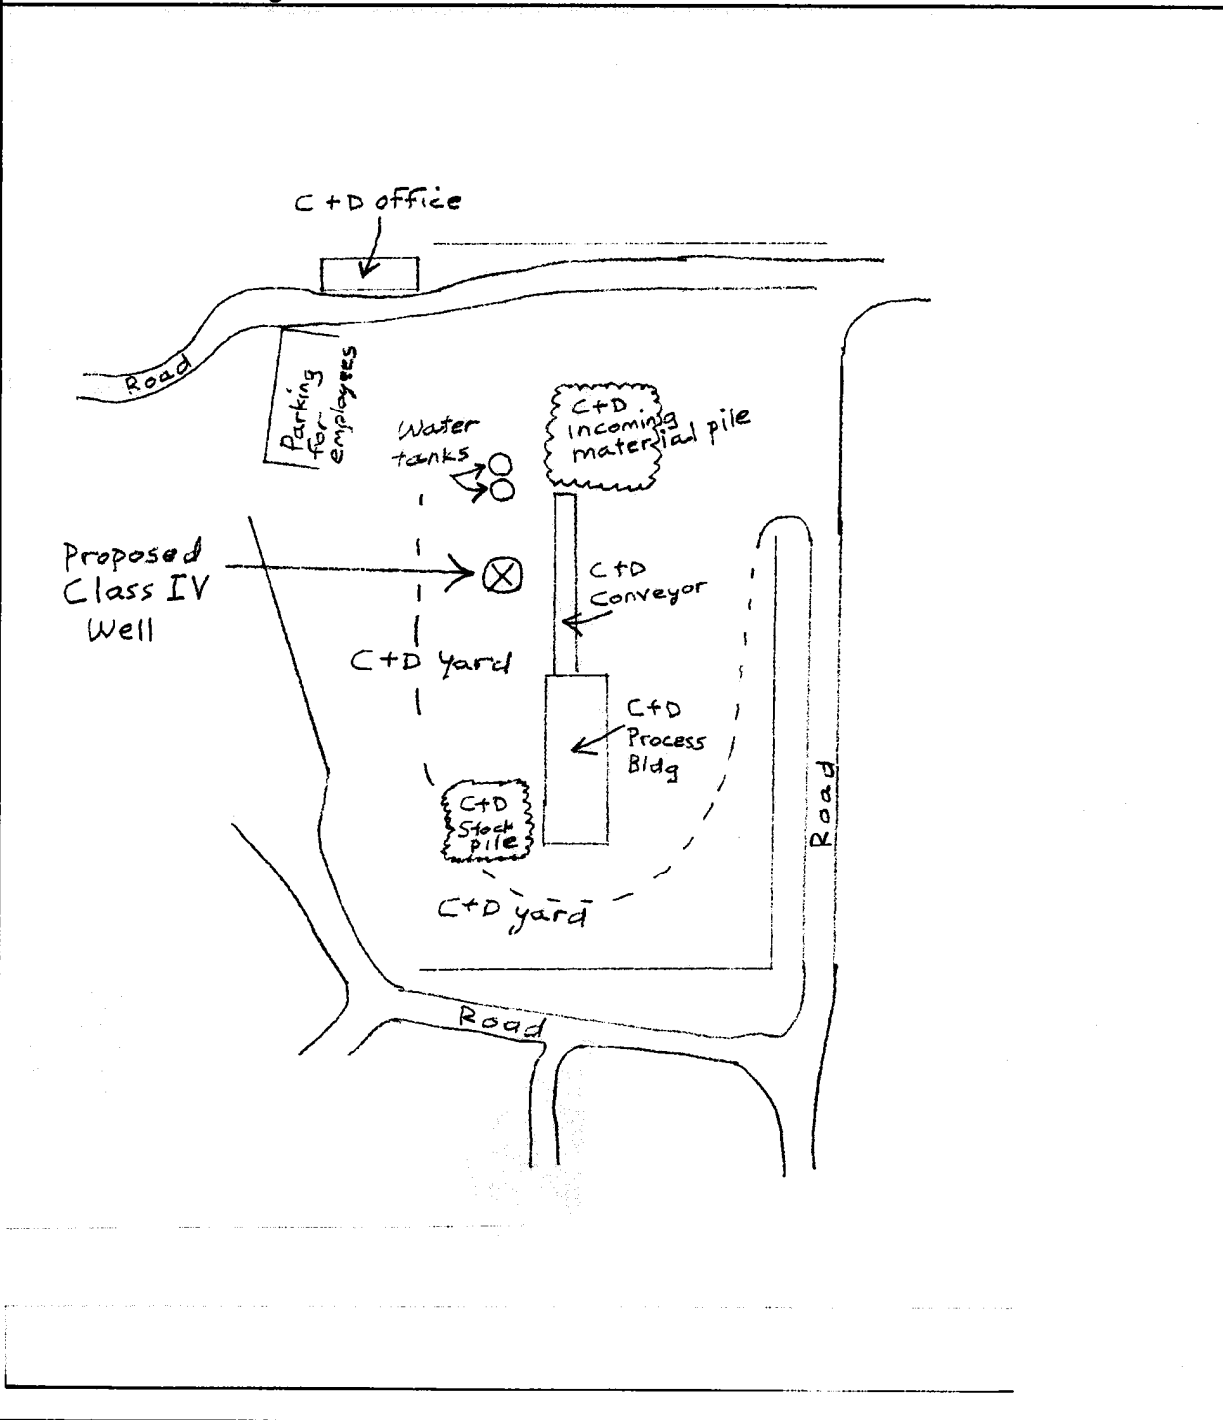 C+D office
Road
Parking
for
employees
Water
tanks
C+D
incoming
material pile
Proposed
Class IV
Well
C+D
Conveyor
C+D yard
C+D
Process
Bldg
C+D
Stock
pile
Road
C+D yard
Road